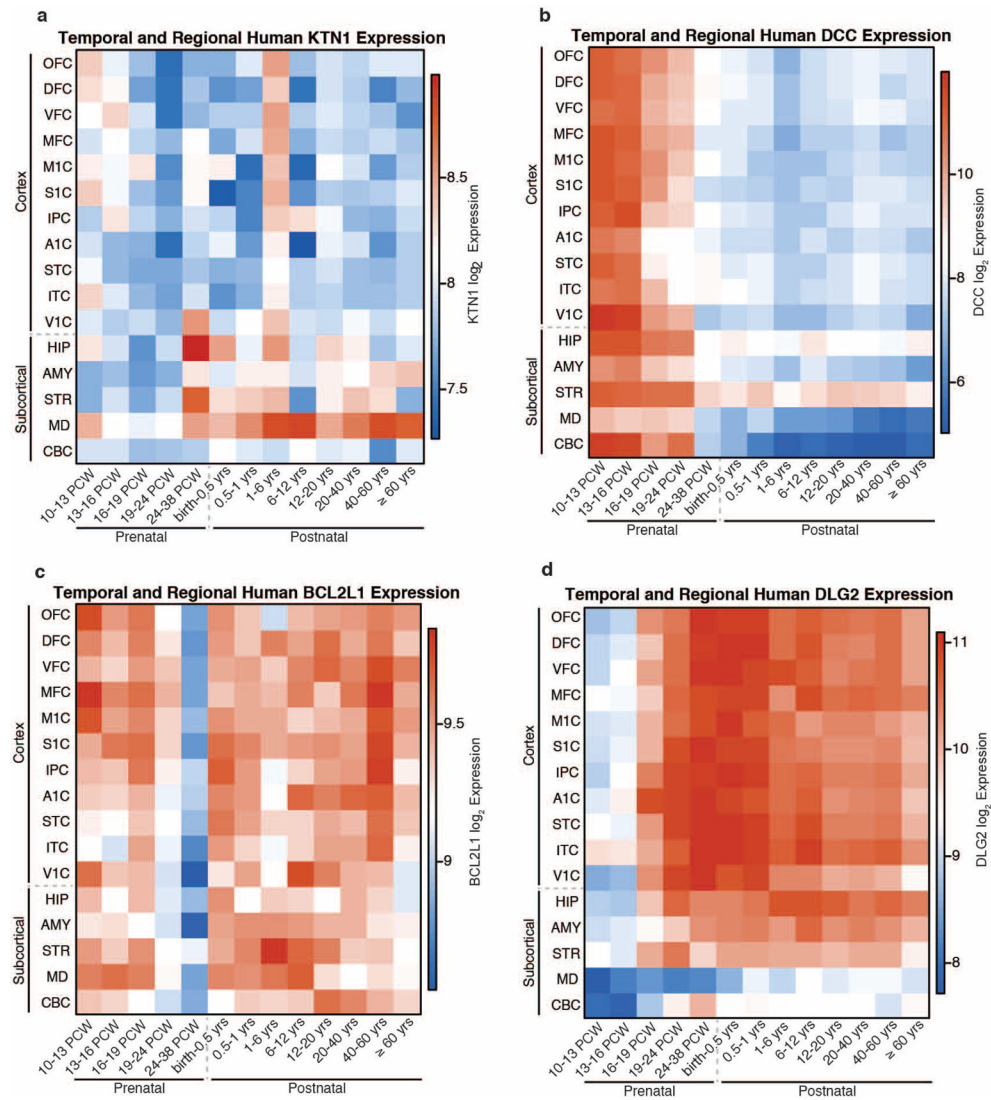 a
Temporal and Regional Human KTN1 Expression
Cortex
OFC
DFC
VFC
MFC
M1C
S1C
IPC
A1C
STC
ITC
V1C
Subcortical
HIP
AMY
STR
MD
CBC
8.5
8
7.5
KTN1 log2 Expression
10-13 PCW
13-16 PCW
16-19 PCW
19-24 PCW
24-38 PCW
birth-0.5 yrs
0.5-1 yrs
1-6 yrs
6-12 yrs
12-20 yrs
20-40 yrs
40-60 yrs
≥ 60 yrs
Prenatal
Postnatal
b
Temporal and Regional Human DCC Expression
Cortex
OFC
DFC
VFC
MFC
M1C
S1C
IPC
A1C
STC
ITC
V1C
Subcortical
HIP
AMY
STR
MD
CBC
10
8
6
DCC log2 Expression
10-13 PCW
13-16 PCW
16-19 PCW
19-24 PCW
24-38 PCW
birth-0.5 yrs
0.5-1 yrs
1-6 yrs
6-12 yrs
12-20 yrs
20-40 yrs
40-60 yrs
≥ 60 yrs
Prenatal
Postnatal
c
Temporal and Regional Human BCL2L1 Expression
Cortex
OFC
DFC
VFC
MFC
M1C
S1C
IPC
A1C
STC
ITC
V1C
Subcortical
HIP
AMY
STR
MD
CBC
9.5
9
BCL2L1 log2 Expression
10-13 PCW
13-16 PCW
16-19 PCW
19-24 PCW
24-38 PCW
birth-0.5 yrs
0.5-1 yrs
1-6 yrs
6-12 yrs
12-20 yrs
20-40 yrs
40-60 yrs
≥ 60 yrs
Prenatal
Postnatal
d
Temporal and Regional Human DLG2 Expression
Cortex
OFC
DFC
VFC
MFC
M1C
S1C
IPC
A1C
STC
ITC
V1C
Subcortical
HIP
AMY
STR
MD
CBC
11
10
9
8
DLG2 log2 Expression
10-13 PCW
13-16 PCW
16-19 PCW
19-24 PCW
24-38 PCW
birth-0.5 yrs
0.5-1 yrs
1-6 yrs
6-12 yrs
12-20 yrs
20-40 yrs
40-60 yrs
≥ 60 yrs
Prenatal
Postnatal